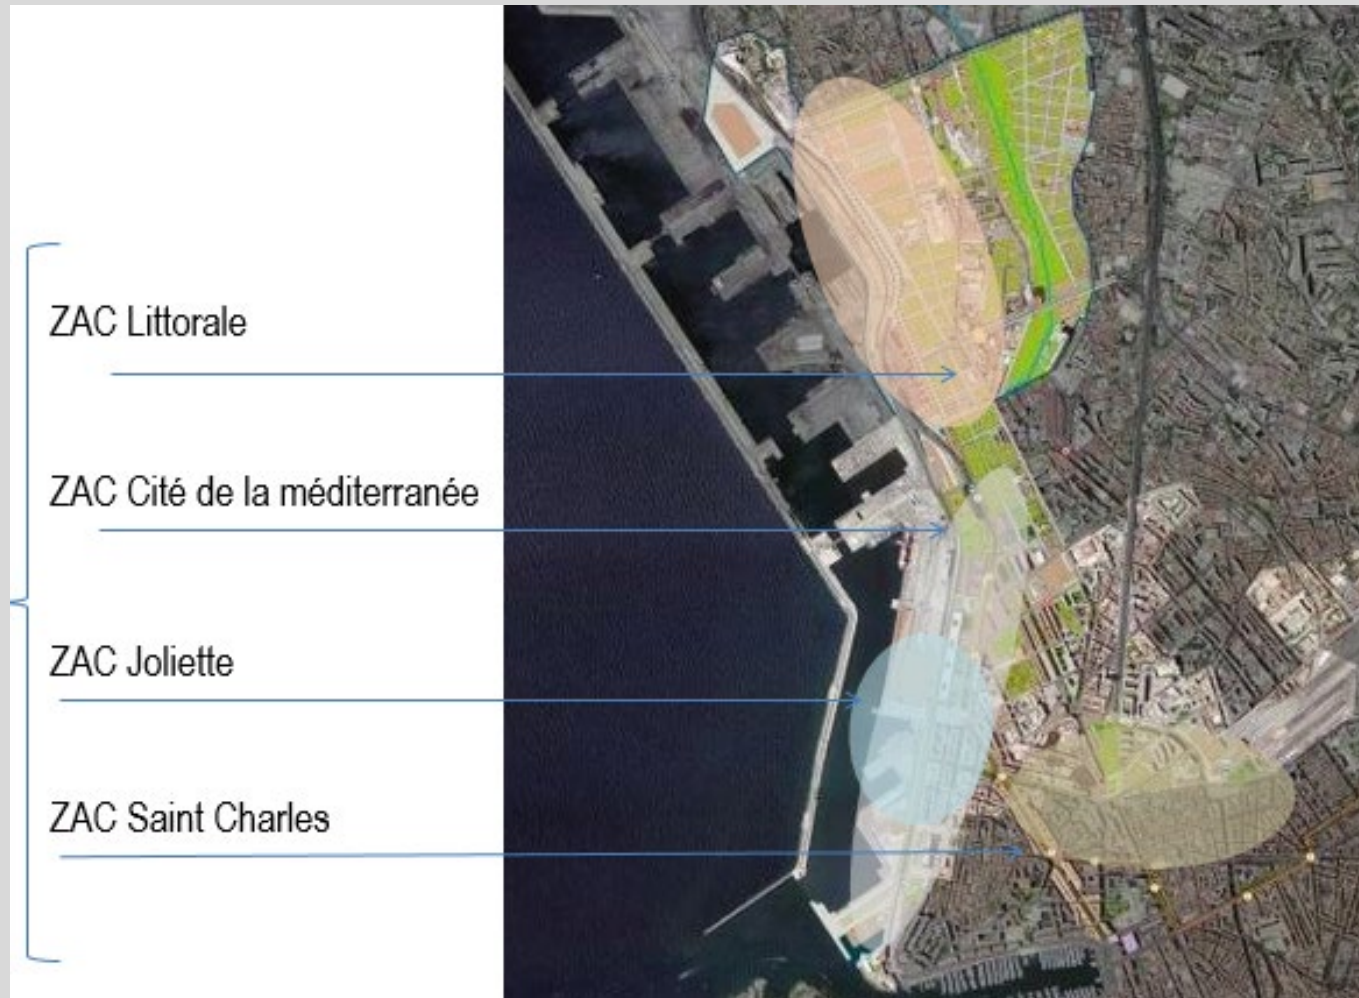 ZAC Littorale
ZAC Cité de la méditerranée
ZAC Joliette
ZAC Saint Charles